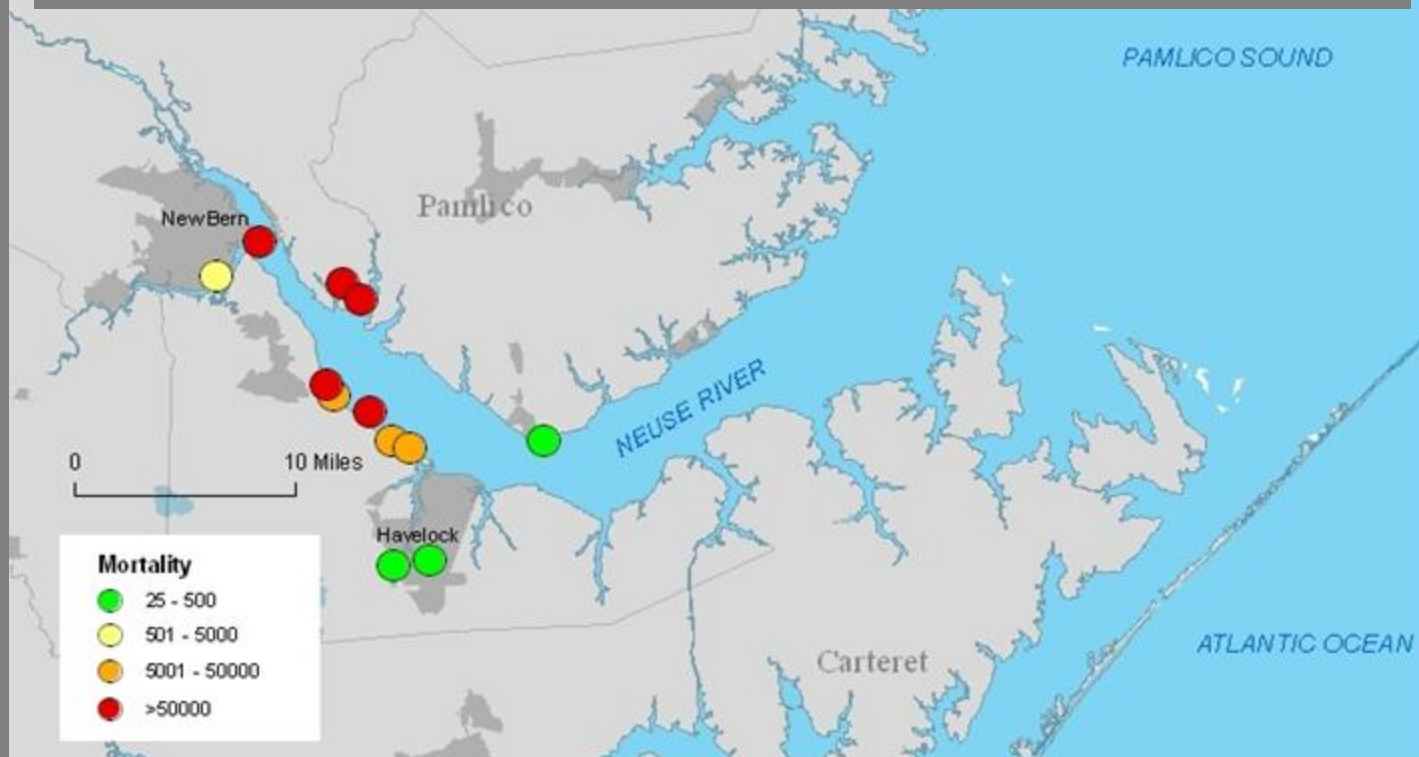 PAMLICO SOUND
Pamlico
NewBern
NEUSE RIVER
0 10 Miles
Havelock
Mortality
25 - 500
501 - 5000
5001 - 50000
>50000
Carteret
ATLANTIC OCEAN